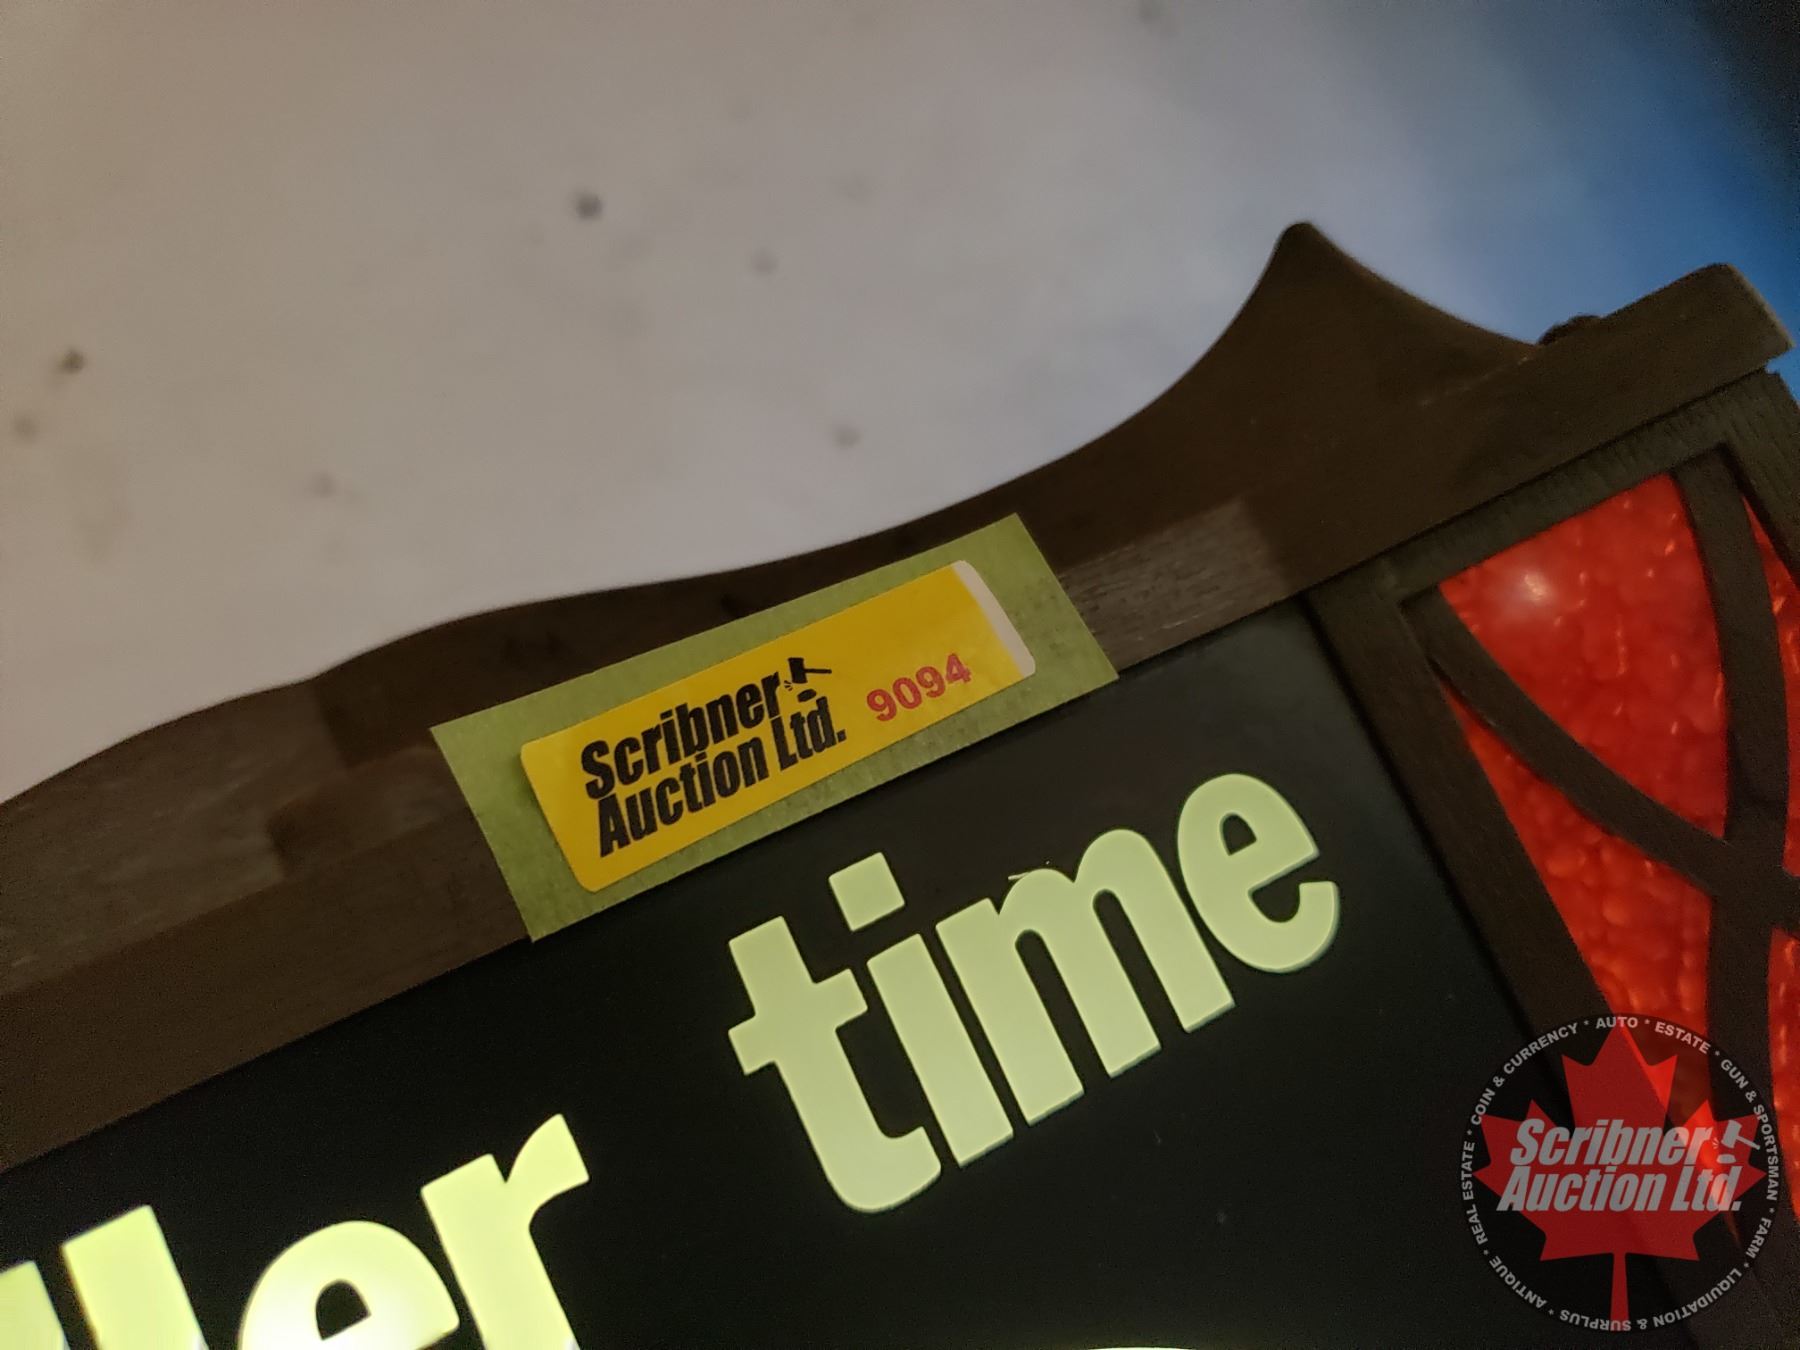 Scribner
Auction Ltd.
9094
time
ller
COIN & CURRENCY * AUTO * ESTATE * GUN & SPORTSMAN * FARM * LIQUIDATION & SURPLUS * ANTIQUE * REAL ESTATE *
Scribner
Auction Ltd.